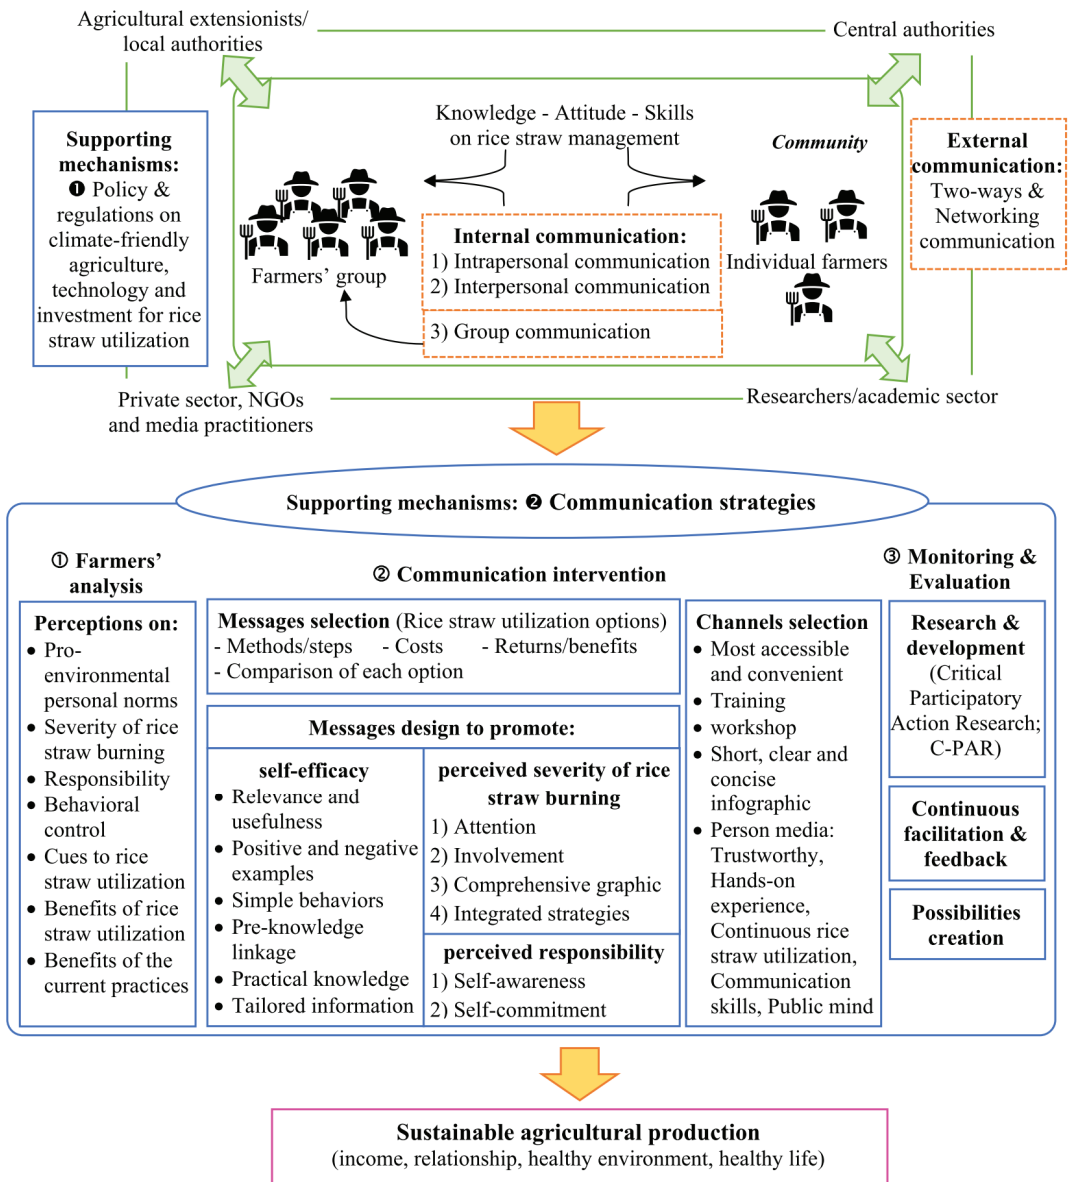 Agricultural extensionists/
local authorities
Central authorities
Supporting
mechanisms:
❶ Policy &
regulations on
climate-friendly
agriculture,
technology and
investment for rice
straw utilization
Knowledge - Attitude - Skills
on rice straw management
Community
Farmers' group
Internal communication:
1) Intrapersonal communication
2) Interpersonal communication
3) Group communication
Individual farmers
External
communication:
Two-ways &
Networking
communication
Private sector, NGOs
and media practitioners
Researchers/academic sector
Supporting mechanisms: ❷ Communication strategies
① Farmers'
analysis
Perceptions on:
• Pro-
environmental
personal norms
• Severity of rice
straw burning
• Responsibility
• Behavioral
control
• Cues to rice
straw utilization
• Benefits of rice
straw utilization
• Benefits of the
current practices
② Communication intervention
Messages selection (Rice straw utilization options)
- Methods/steps - Costs - Returns/benefits
- Comparison of each option
Messages design to promote:
self-efficacy
• Relevance and
usefulness
• Positive and negative
examples
• Simple behaviors
• Pre-knowledge
linkage
• Practical knowledge
• Tailored information
perceived severity of rice
straw burning
1) Attention
2) Involvement
3) Comprehensive graphic
4) Integrated strategies
perceived responsibility
1) Self-awareness
2) Self-commitment
Channels selection
• Most accessible
and convenient
• Training
• workshop
• Short, clear and
concise
infographic
• Person media:
Trustworthy,
Hands-on
experience,
Continuous rice
straw utilization,
Communication
skills, Public mind
③ Monitoring &
Evaluation
Research &
development
(Critical
Participatory
Action Research;
C-PAR)
Continuous
facilitation &
feedback
Possibilities
creation
Sustainable agricultural production
(income, relationship, healthy environment, healthy life)